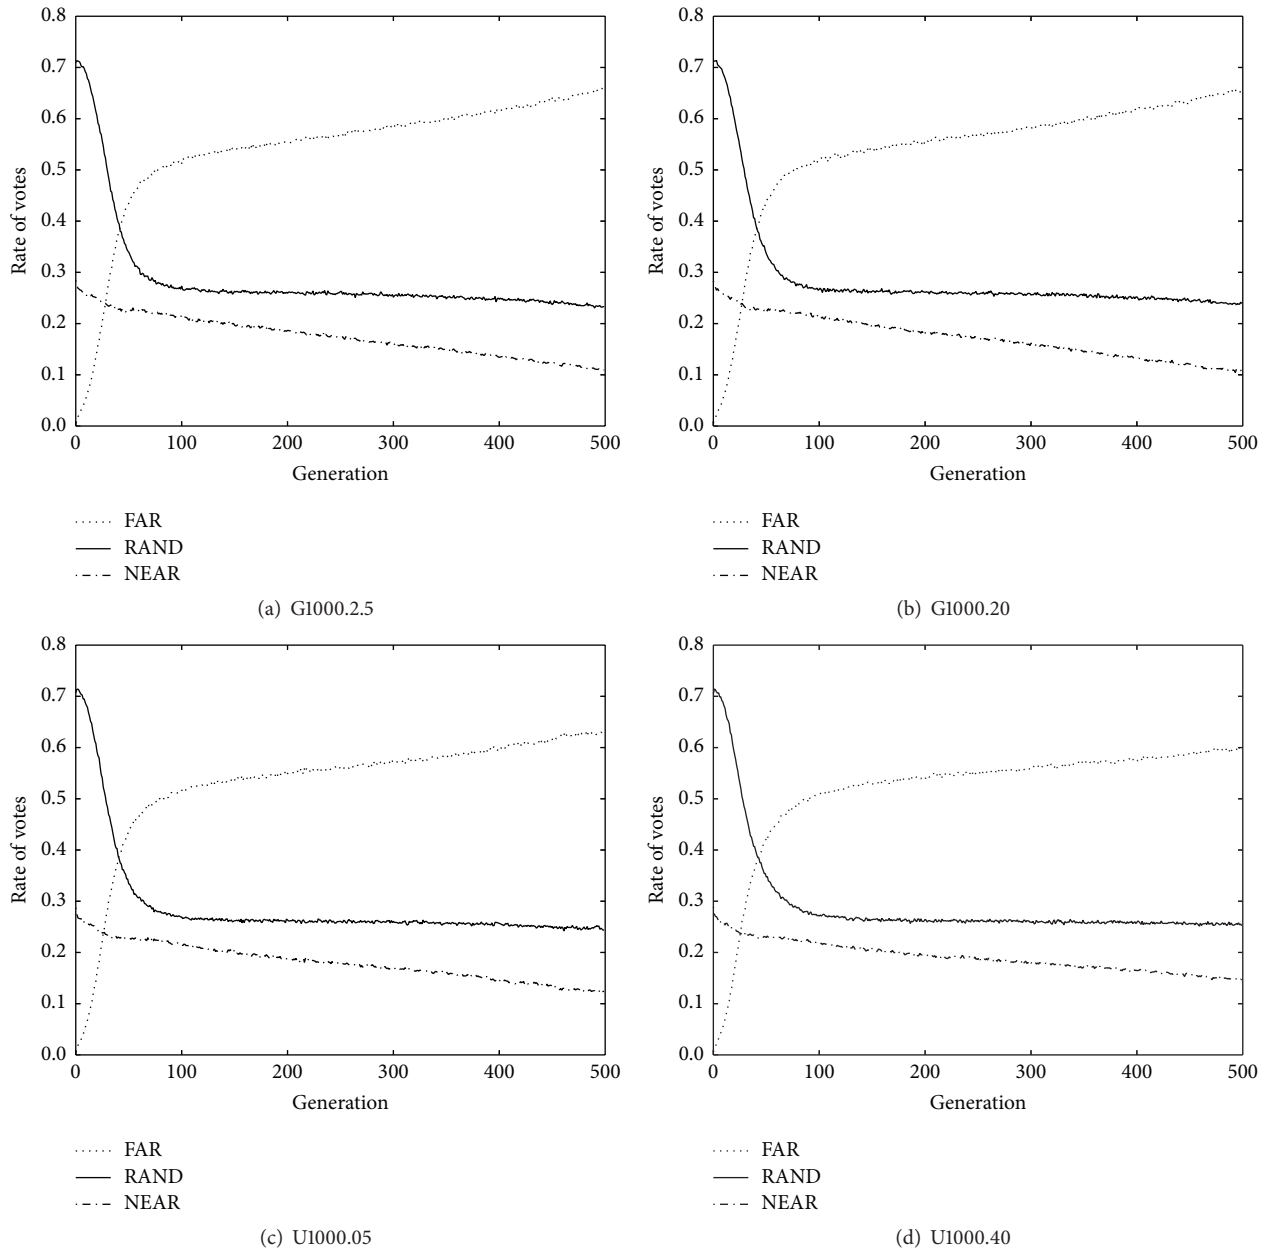 0.8
0.7
0.6
0.5
0.4
0.3
0.2
0.1
0.0
Rate of votes
0 100 200 300 400 500
Generation
FAR
RAND
NEAR
(a) G1000.2.5
0.8
0.7
0.6
0.5
0.4
0.3
0.2
0.1
0.0
Rate of votes
0 100 200 300 400 500
Generation
FAR
RAND
NEAR
(b) G1000.20
0.8
0.7
0.6
0.5
0.4
0.3
0.2
0.1
0.0
Rate of votes
0 100 200 300 400 500
Generation
FAR
RAND
NEAR
(c) U1000.05
0.8
0.7
0.6
0.5
0.4
0.3
0.2
0.1
0.0
Rate of votes
0 100 200 300 400 500
Generation
FAR
RAND
NEAR
(d) U1000.40